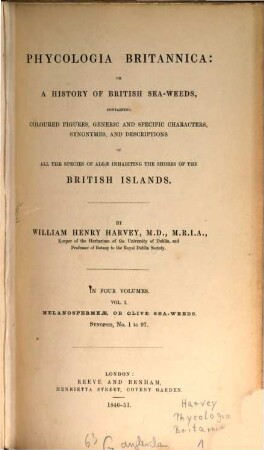 PHYCOLOGIA BRITANNICA:
OR
A HISTORY OF BRITISH SEA-WEEDS,
CONTAINING
COLOURED FIGURES, GENERIC AND SPECIFIC CHARACTERS,
SYNONYMES, AND DESCRIPTIONS
OF
ALL THE SPECIES OF ALGÆ INHABITING THE SHORES OF THE
BRITISH ISLANDS.
BY
WILLIAM HENRY HARVEY, M.D., M.R.I.A.,
Keeper of the Herbarium of the University of Dublin, and
Professor of Botany to the Royal Dublin Society.
IN FOUR VOLUMES.
VOL. I.
MELANOSPERMEÆ, OR OLIVE SEA-WEEDS.
Synopsis, No. 1 to 97.
LONDON:
REEVE AND BENHAM,
HENRIETTA STREET, COVENT GARDEN.
1846-51.
Harvey
Phycologia
Britannica
1